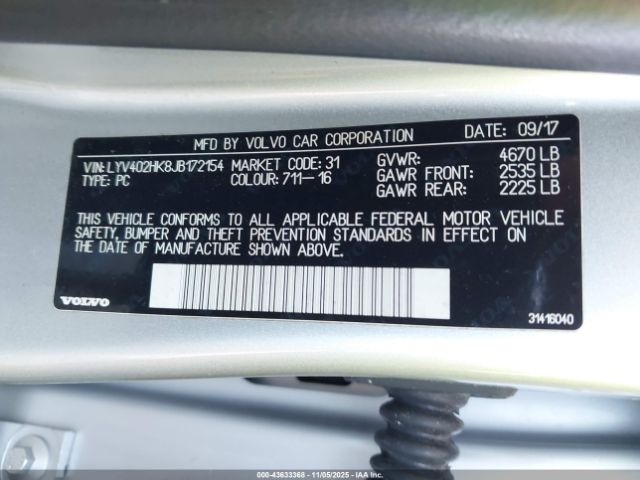 MFD BY VOLVO CAR CORPORATION DATE: 09/17
VIN: LYV402HK8JB172154 MARKET CODE: 31 GVWR: 4670 LB
TYPE: PC COLOUR: 711-16 GAWR FRONT: 2535 LB
GAWR REAR: 2225 LB
THIS VEHICLE CONFORMS TO ALL APPLICABLE FEDERAL MOTOR VEHICLE
SAFETY, BUMPER AND THEFT PREVENTION STANDARDS IN EFFECT ON
THE DATE OF MANUFACTURE SHOWN ABOVE.
VOLVO 31416040
000-43633368 - 11/05/2025 - IAAI.COM